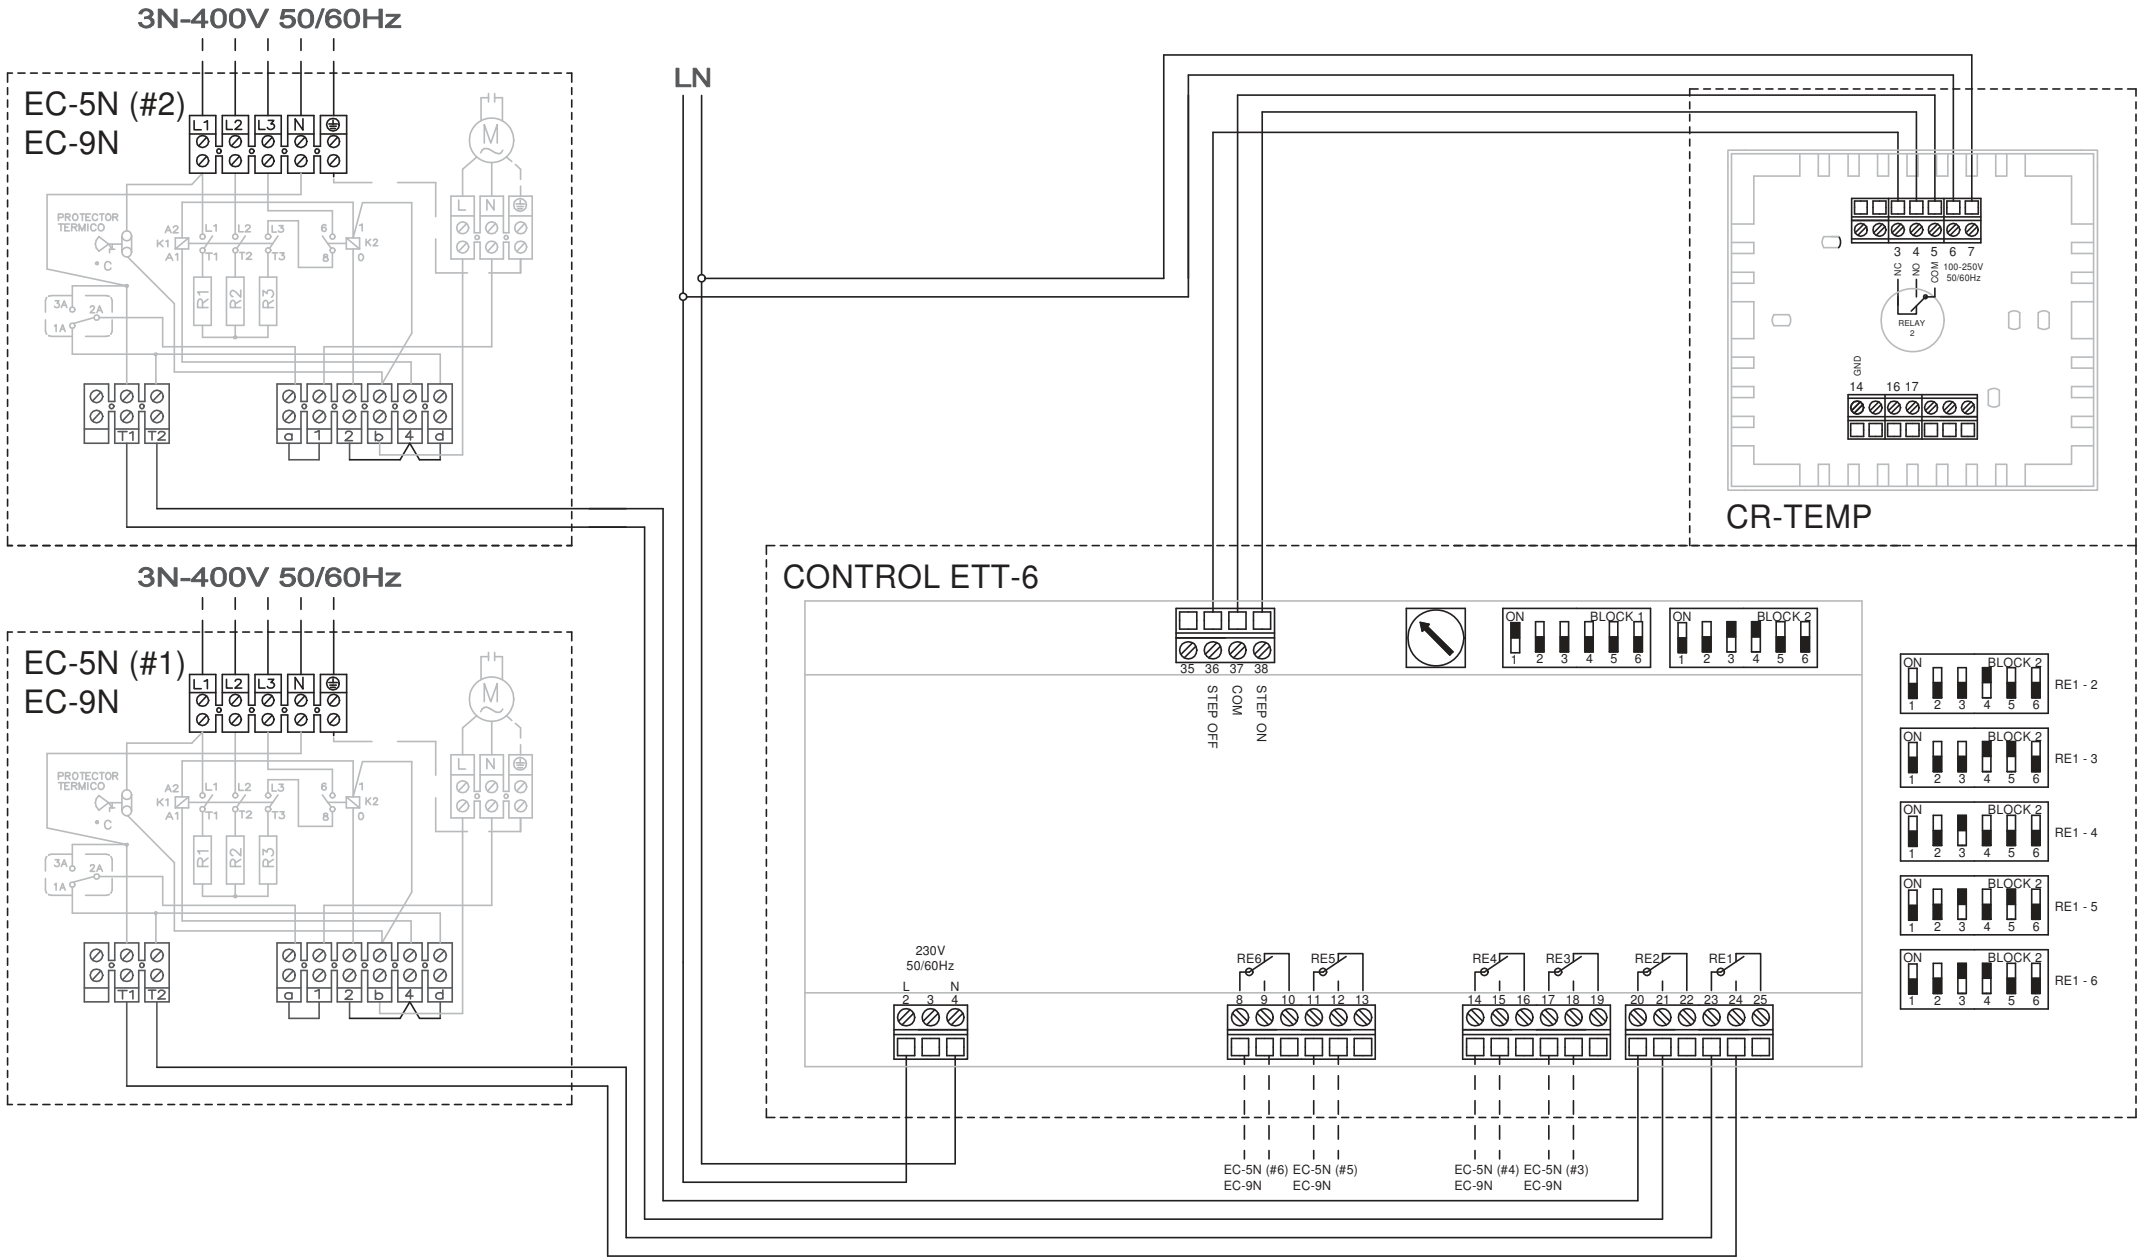 3N-400V 50/60Hz
EC-5N (#2)
EC-9N
L1 L2 L3 N
M
L N
PROTECTOR
TERMICO
° C
A2
K1
A1
L1 L2 L3
T1 T2 T3
6
8
1
K2
0
3A
2A
1A
R1 R2 R3
T1 T2
a 1 2 b 4 d
3N-400V 50/60Hz
EC-5N (#1)
EC-9N
L1 L2 L3 N
M
L N
PROTECTOR
TERMICO
° C
A2
K1
A1
L1 L2 L3
T1 T2 T3
6
8
1
K2
0
3A
2A
1A
R1 R2 R3
T1 T2
a 1 2 b 4 d
LN
3 4 5 6 7
NC
NO
COM
100-250V
50/60Hz
RELAY
2
GND
14 16 17
CR-TEMP
CONTROL ETT-6
35 36 37 38
STEP OFF
COM
STEP ON
ON BLOCK 1
1 2 3 4 5 6
ON BLOCK 2
1 2 3 4 5 6
ON BLOCK 2
1 2 3 4 5 6
RE1 - 2
ON BLOCK 2
1 2 3 4 5 6
RE1 - 3
ON BLOCK 2
1 2 3 4 5 6
RE1 - 4
ON BLOCK 2
1 2 3 4 5 6
RE1 - 5
ON BLOCK 2
1 2 3 4 5 6
RE1 - 6
230V
50/60Hz
L N
2 3 4
RE6 RE5 RE4 RE3 RE2 RE1
8 9 10 11 12 13 14 15 16 17 18 19 20 21 22 23 24 25
EC-5N (#6) EC-5N (#5) EC-5N (#4) EC-5N (#3)
EC-9N EC-9N EC-9N EC-9N